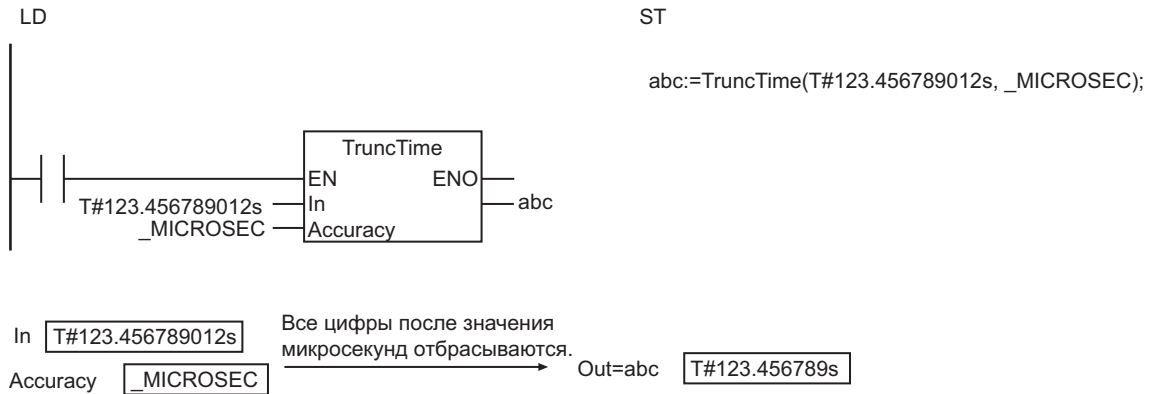 LD
ST
abc:=TruncTime(T#123.456789012s, _MICROSEC);
TruncTime
EN ENO
T#123.456789012s In abc
_MICROSEC Accuracy
In T#123.456789012s
Все цифры после значения
микросекунд отбрасываются.
Accuracy _MICROSEC
Out=abc T#123.456789s